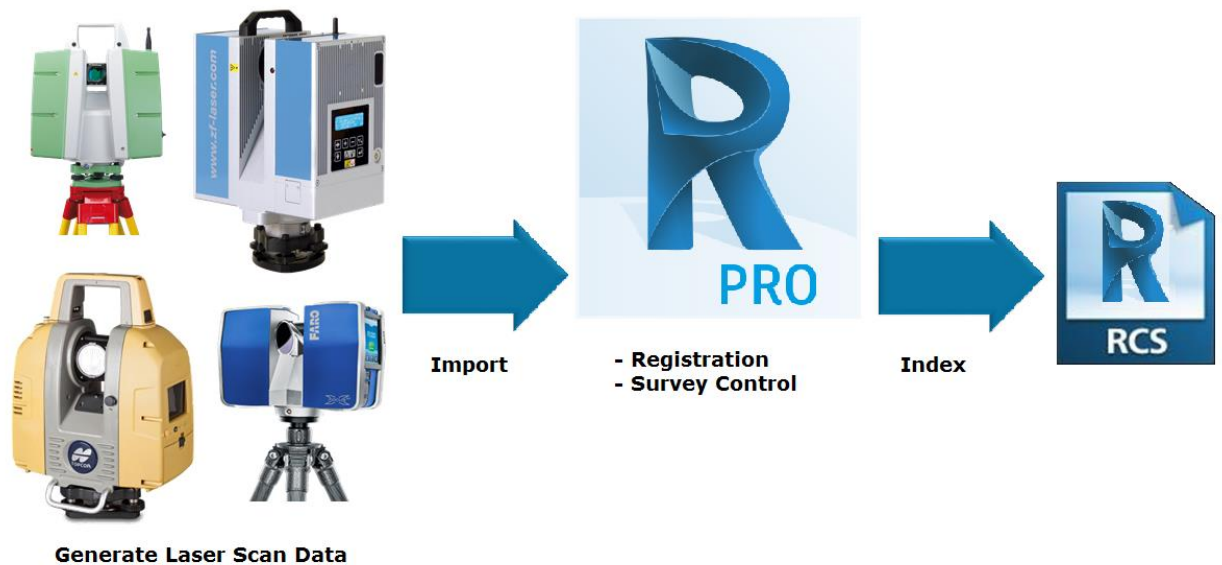 www.zf-laser.com
FARO
TOPCON
Generate Laser Scan Data
Import
PRO
- Registration
- Survey Control
Index
RCS